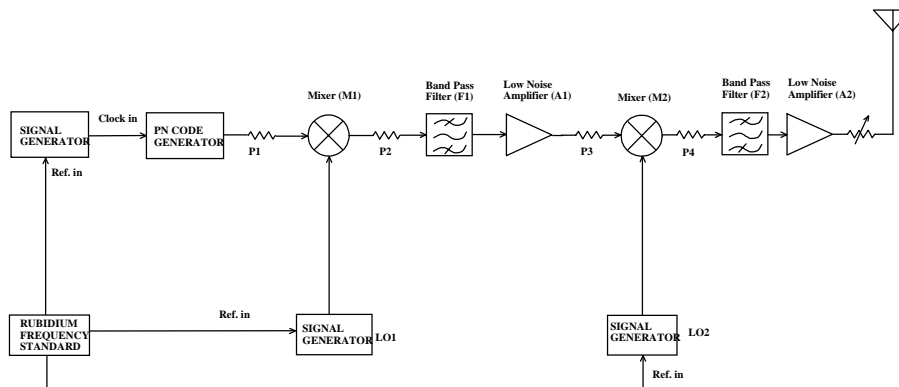 Band Pass
Filter (F1)
Low Noise
Amplifier (A1)
Band Pass
Filter (F2)
Low Noise
Amplifier (A2)
Mixer (M1)
Mixer (M2)
Clock in
SIGNAL
GENERATOR
PN CODE
GENERATOR
P1
P2
P3
P4
Ref. in
Ref. in
RUBIDIUM
FREQUENCY
STANDARD
SIGNAL
GENERATOR
LO1
SIGNAL
GENERATOR
LO2
Ref. in